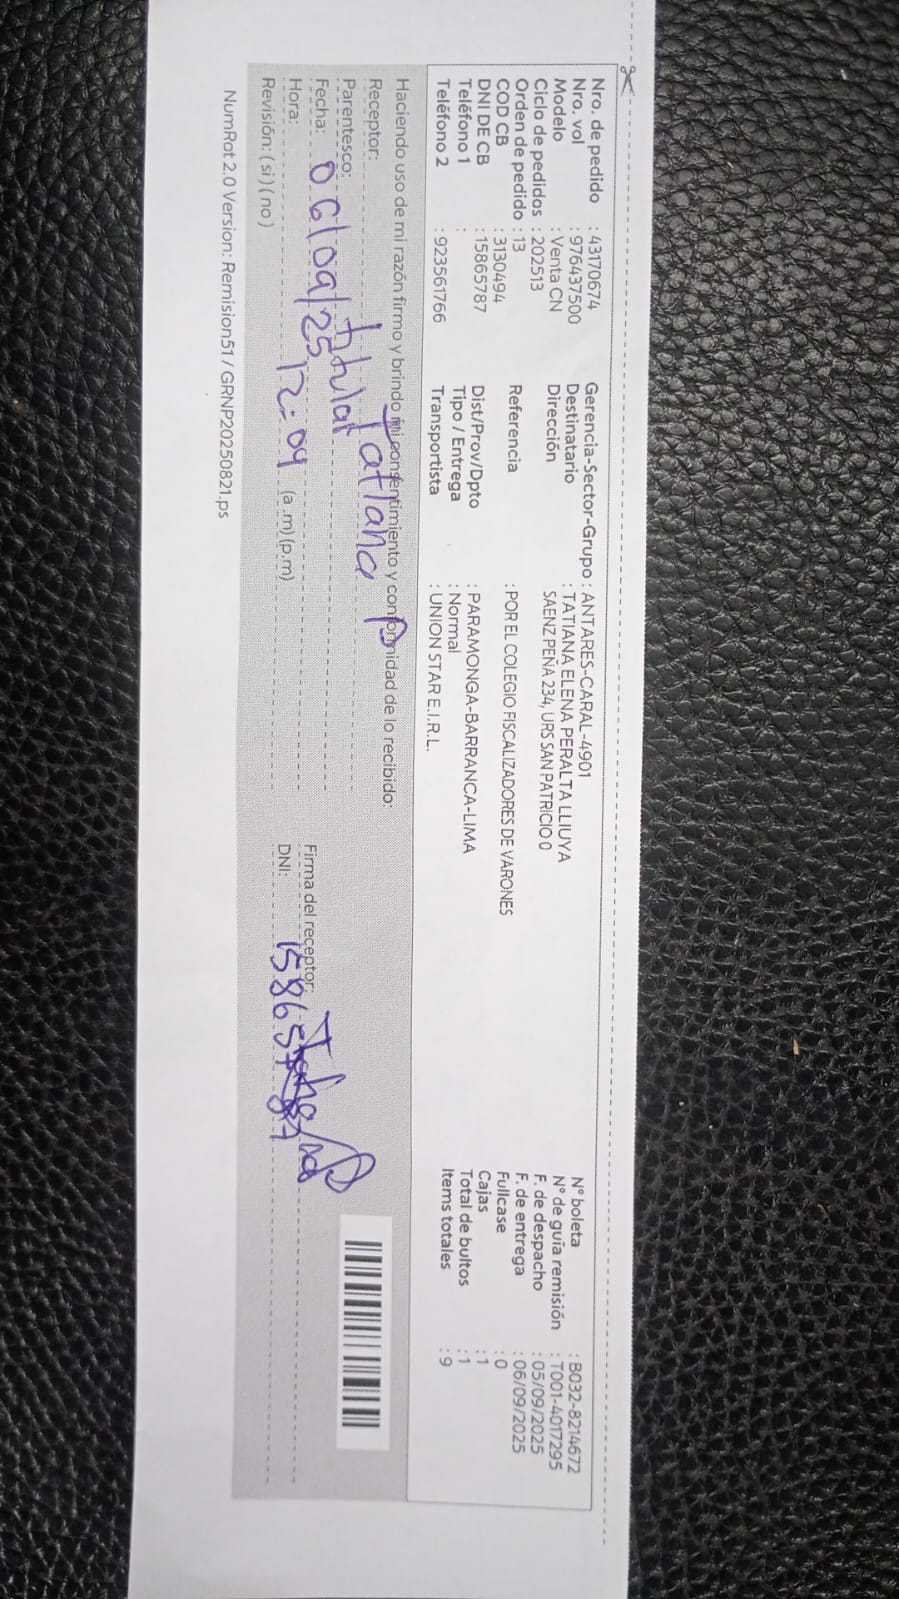 Nro. de pedido : 43170674
Nro. vol : 976437500
Modelo : Venta CN
Ciclo de pedidos : 202513
Orden de pedido : 13
COD CB : 3130494
DNI DE CB : 15865787
Teléfono 1 :
Teléfono 2 : 923561766
Gerencia-Sector-Grupo : ANTARES-CARAL-4901
Destinatario : TATIANA ELENA PERALTA LLIUYA
Dirección SAENZ PEÑA 234, URS SAN PATRICIO 0
Referencia : POR EL COLEGIO FISCALIZADORES DE VARONES
Dist/Prov/Dpto : PARAMONGA-BARRANCA-LIMA
Tipo / Entrega : Normal
Transportista : UNION STAR E.I.R.L.
N° boleta : B032-8214672
N° de guía remisión : T001-4017295
F. de despacho : 05/09/2025
F. de entrega : 06/09/2025
Fullcase : 0
Cajas : 1
Total de bultos : 1
Items totales : 9
Haciendo uso de mi razón firmo y brindo mi consentimiento y conformidad de lo recibido:
Receptor: Tatiana P
Parentesco: titular
Fecha: 06/09/25
Hora: 12:09 (a .m) (p.m)
Revisión: ( si ) ( no )
Firma del receptor:
DNI: 15865787
NumRot 2.0 Version: Remision51 / GRNP20250821.ps